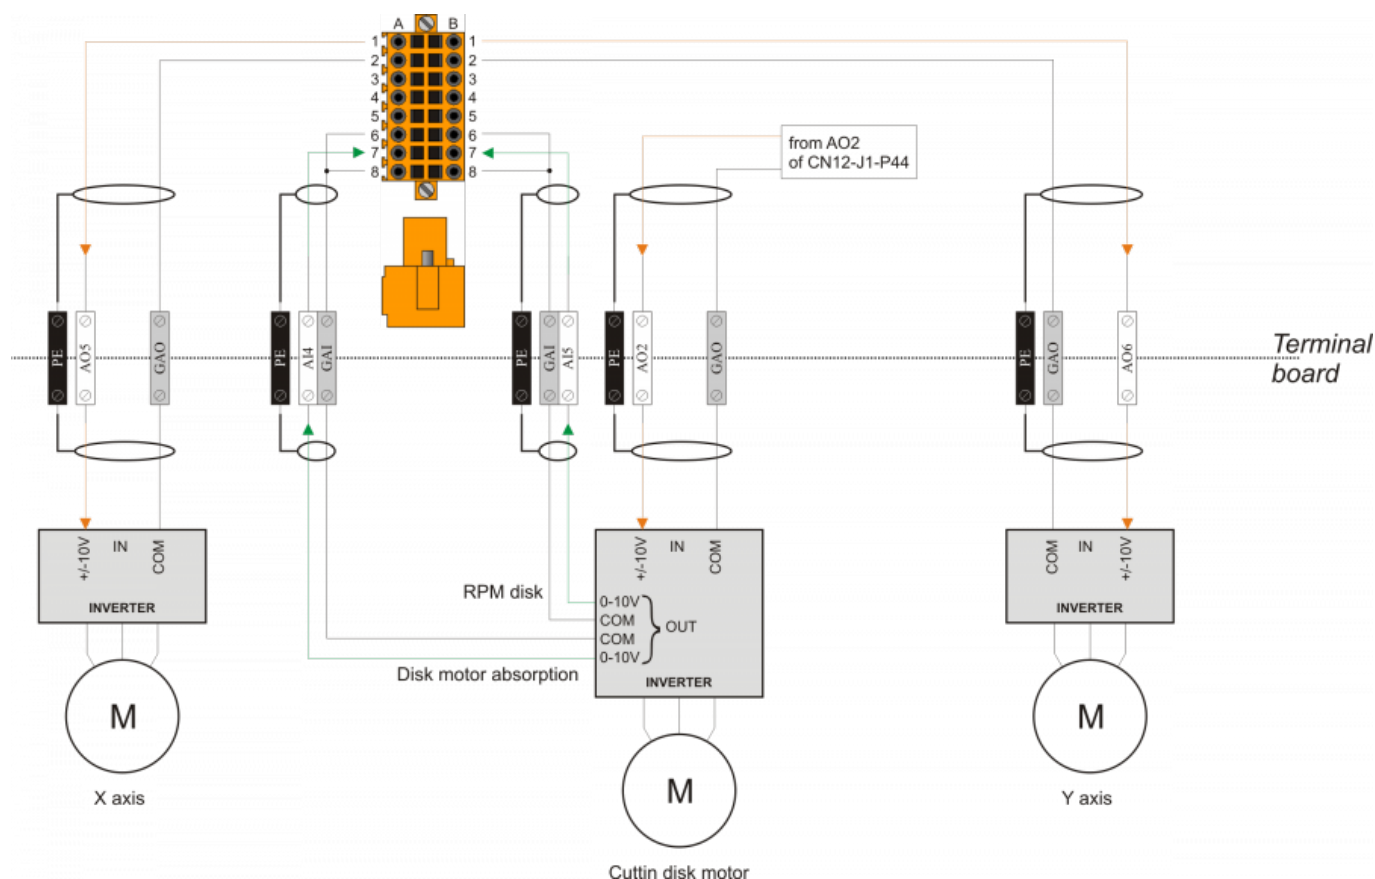 A B
1 1
2 2
3 3
4 4
5 5
6 6
7 7
8 8
from AO2
of CN12-J1-P44
PE AO5 GAO PE AI4 GAI PE GAI AI5 PE AO2 GAO PE GAO AO6
Terminal
board
+/-10V IN COM
INVERTER
M
X axis
RPM disk
Disk motor absorption
+/-10V IN COM
0-10V
COM
OUT
COM
0-10V
INVERTER
M
Cuttin disk motor
COM IN +/-10V
INVERTER
M
Y axis